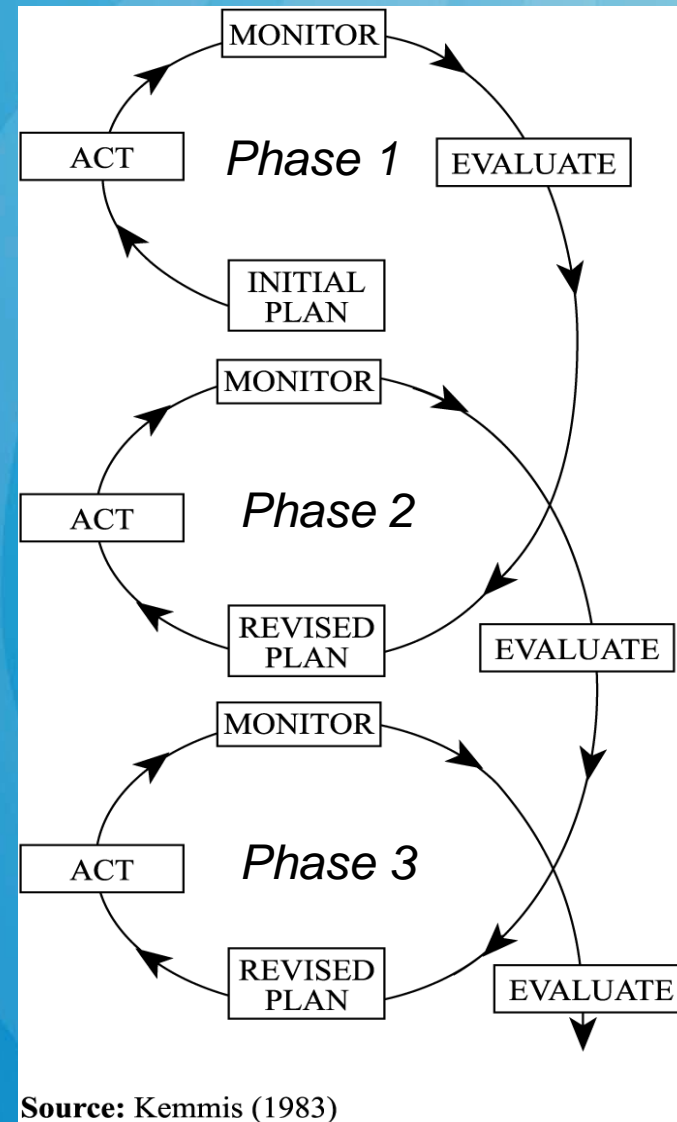 MONITOR
ACT
Phase 1
EVALUATE
INITIAL
PLAN
MONITOR
ACT
Phase 2
REVISED
PLAN
EVALUATE
MONITOR
ACT
Phase 3
REVISED
PLAN
EVALUATE
Source: Kemmis (1983)